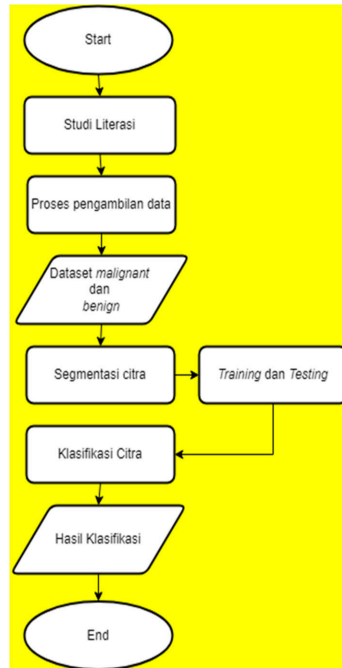 Start
Studi Literasi
Proses pengambilan data
Dataset malignant
dan
benign
Segmentasi citra
Training dan Testing
Klasifikasi Citra
Hasil Klasifikasi
End